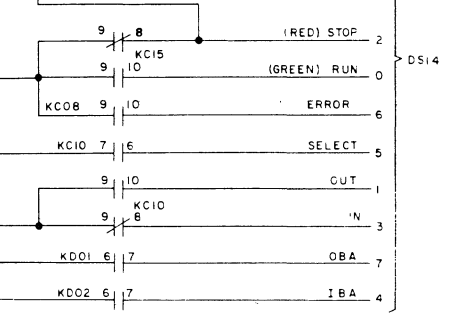 9 8 (RED) STOP 2
KC15
DS14
9 10 (GREEN) RUN 0
KC08 9 10 ERROR 6
KC10 7 6 SELECT 5
9 10 OUT 1
KC10
9 8 'N 3
KD01 6 7 OBA 7
KD02 6 7 IBA 4